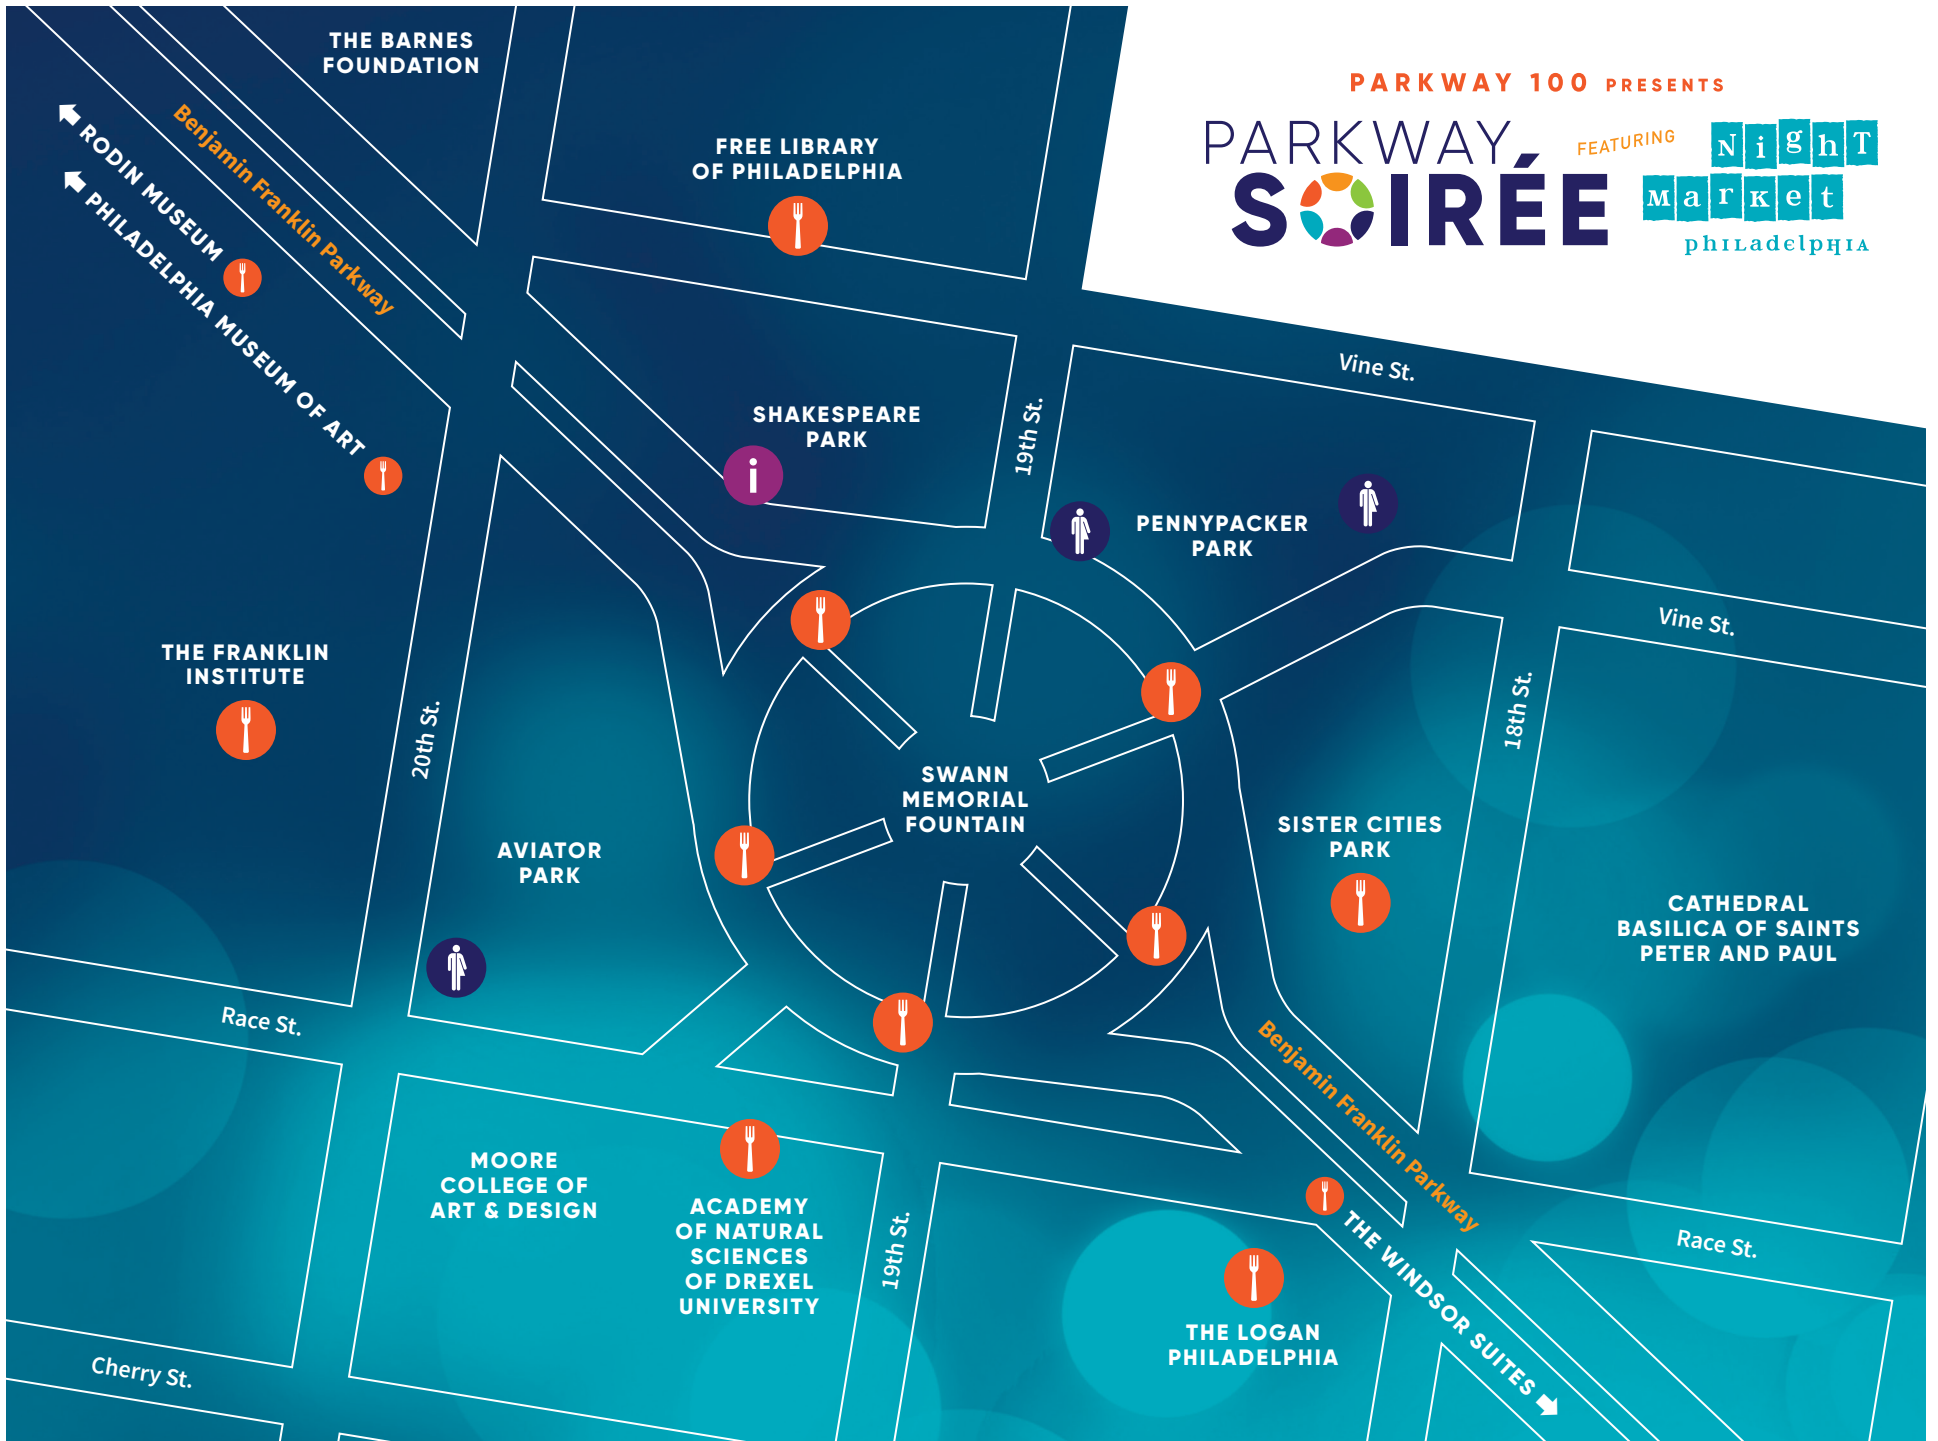 PARKWAY 100 PRESENTS
PARKWAY
SOIRÉE
FEATURING
NighT
MarKet
phILadelpHIA
THE BARNES
FOUNDATION
FREE LIBRARY
OF PHILADELPHIA
RODIN MUSEUM
PHILADELPHIA MUSEUM OF ART
Benjamin Franklin Parkway
Vine St.
SHAKESPEARE
PARK
i
19th St.
PENNYPACKER
PARK
Vine St.
THE FRANKLIN
INSTITUTE
20th St.
18th St.
SWANN
MEMORIAL
FOUNTAIN
SISTER CITIES
PARK
AVIATOR
PARK
CATHEDRAL
BASILICA OF SAINTS
PETER AND PAUL
Race St.
Benjamin Franklin Parkway
MOORE
COLLEGE OF
ART & DESIGN
ACADEMY
OF NATURAL
SCIENCES
OF DREXEL
UNIVERSITY
19th St.
THE WINDSOR SUITES
Race St.
THE LOGAN
PHILADELPHIA
Cherry St.